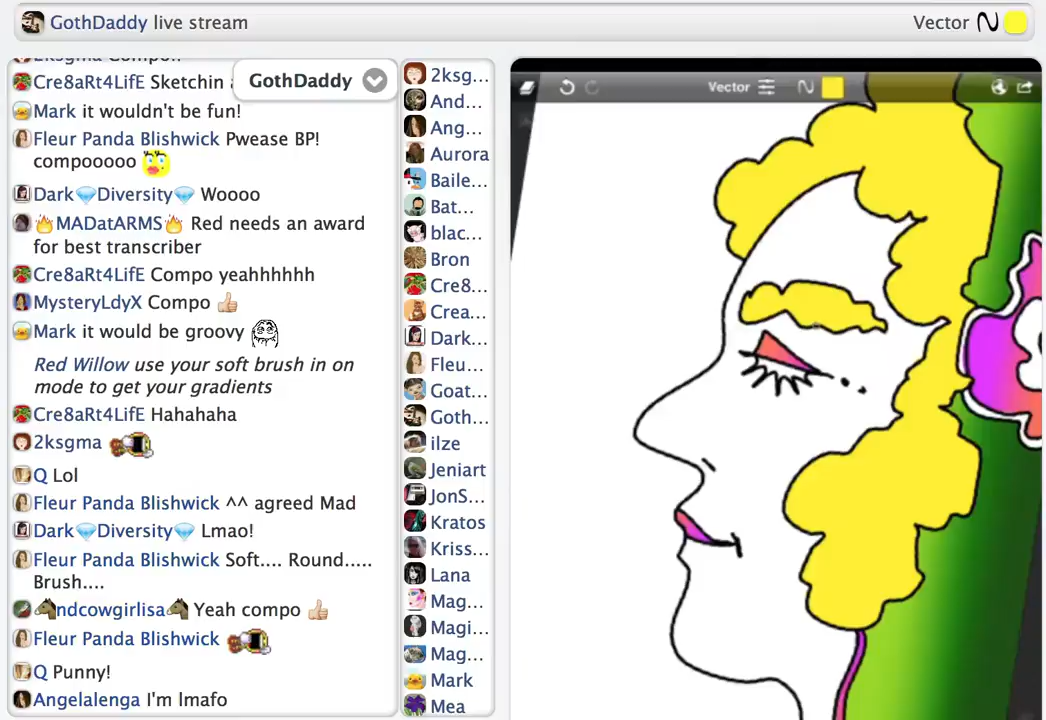 GothDaddy live stream
Vector
2ksgma Compo..
GothDaddy
Cre8aRt4LifE Sketchin
Mark it wouldn't be fun!
Fleur Panda Blishwick Pwease BP!
compooooo
Dark💎Diversity💎 Woooo
🔥MADatARMS🔥 Red needs an award
for best transcriber
Cre8aRt4LifE Compo yeahhhhhh
MysteryLdyX Compo 👍
Mark it would be groovy
Red Willow use your soft brush in on
mode to get your gradients
Cre8aRt4LifE Hahahaha
2ksgma
Q Lol
Fleur Panda Blishwick ^^ agreed Mad
Dark💎Diversity💎 Lmao!
Fleur Panda Blishwick Soft.... Round.....
Brush....
🐴ndcowgirlisa🐴 Yeah compo 👍
Fleur Panda Blishwick
Q Punny!
Angelalenga I'm lmafo
2ksg...
And...
Ang...
Aurora
Baile...
Bat...
blac...
Bron
Cre8...
Crea...
Dark...
Fleu...
Goat...
Goth...
ilze
Jeniart
JonS...
Kratos
Kriss...
Lana
Mag...
Magi...
Mag...
Mark
Mea
Vector